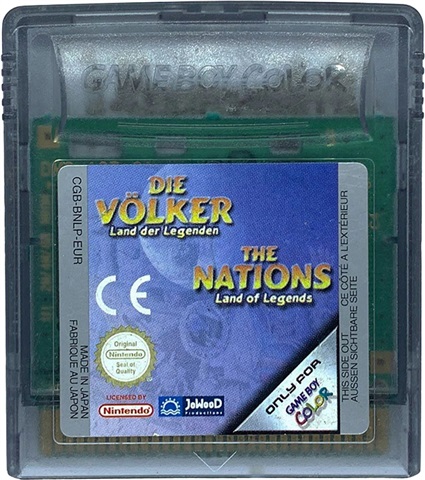 GAME BOY COLOR
CGB-BNLP-EUR
DIE
VÖLKER
Land der Legenden
THE
NATIONS
Land of Legends
CE
Original
Nintendo
Seal of
Quality
MADE IN JAPAN
FABRIQUE AU JAPON
LICENSED BY
Nintendo
JoWooD
Productions
ONLY FOR
GAME BOY
COLOR
THIS SIDE OUT CE CÔTÉ A L'EXTÉRIEUR
AUSSEN SICHTBARE SEITE